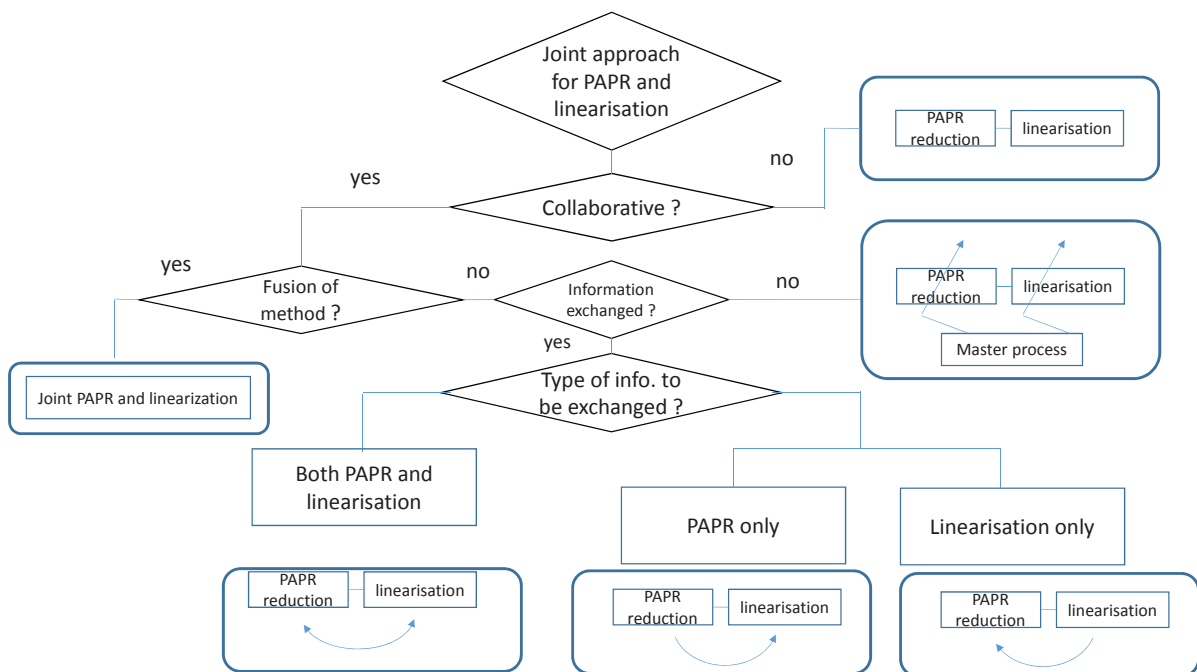 Joint approach
for PAPR and
linearisation
PAPR
reduction
linearisation
no
yes
Collaborative ?
yes
Fusion of
method ?
no
Information
exchanged ?
no
PAPR
reduction
linearisation
Master process
yes
Joint PAPR and linearization
Type of info. to
be exchanged ?
Both PAPR and
linearisation
PAPR only
Linearisation only
PAPR
reduction
linearisation
PAPR
reduction
linearisation
PAPR
reduction
linearisation